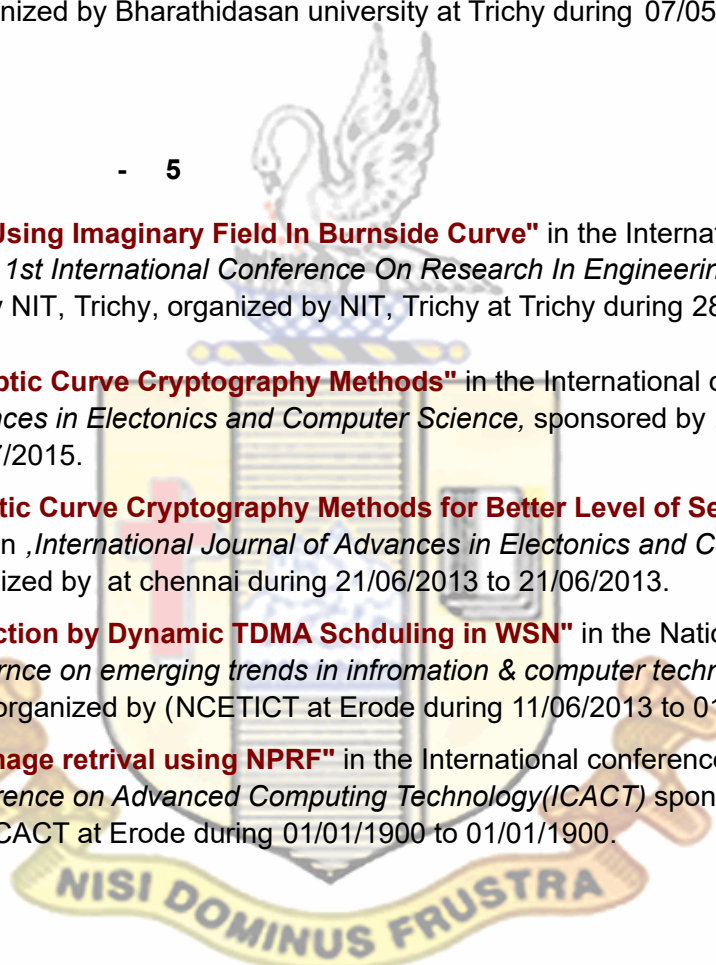 nized by Bharathidasan university at Trichy during 07/05
- 5
Using Imaginary Field In Burnside Curve" in the Internat
1st International Conference On Research In Engineerin
y NIT, Trichy, organized by NIT, Trichy at Trichy during 28
ptic Curve Cryptography Methods" in the International c
nces in Electonics and Computer Science, sponsored by ,
7/2015.
tic Curve Cryptography Methods for Better Level of Se
n ,International Journal of Advances in Electonics and C
ized by at chennai during 21/06/2013 to 21/06/2013.
ction by Dynamic TDMA Schduling in WSN" in the Natio
rnce on emerging trends in infromation & computer techr
organized by (NCETICT at Erode during 11/06/2013 to 01
nage retrival using NPRF" in the International conference
rence on Advanced Computing Technology(ICACT) spon
CACT at Erode during 01/01/1900 to 01/01/1900.
NISI DOMINUS FRUSTRA